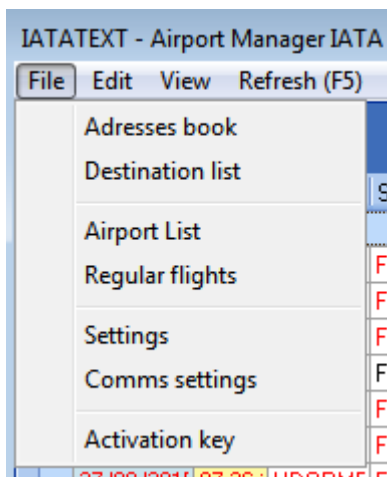 IATATEXT - Airport Manager IATA
File Edit View Refresh (F5)
Adresses book
Destination list
Airport List
Regular flights
Settings
Comms settings
Activation key